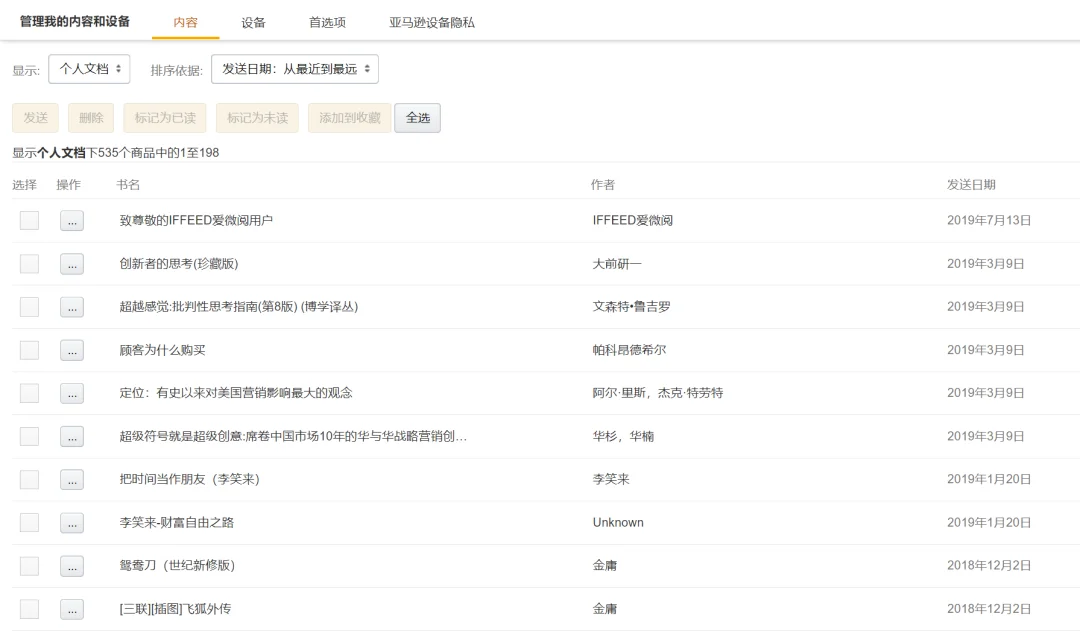 管理我的内容和设备 内容 设备 首选项 亚马逊设备隐私
显示: 个人文档 排序依据: 发送日期：从最近到最远
发送 删除 标记为已读 标记为未读 添加到收藏 全选
显示个人文档下535个商品中的1至198
选择 操作 书名 作者 发送日期
... 致尊敬的IFFEED爱微阅用户 IFFEED爱微阅 2019年7月13日
... 创新者的思考(珍藏版) 大前研一 2019年3月9日
... 超越感觉:批判性思考指南(第8版) (博学译丛) 文森特•鲁吉罗 2019年3月9日
... 顾客为什么购买 帕科昂德希尔 2019年3月9日
... 定位：有史以来对美国营销影响最大的观念 阿尔·里斯，杰克·特劳特 2019年3月9日
... 超级符号就是超级创意:席卷中国市场10年的华与华战略营销创... 华杉，华楠 2019年3月9日
... 把时间当作朋友（李笑来） 李笑来 2019年1月20日
... 李笑来-财富自由之路 Unknown 2019年1月20日
... 鸳鸯刀（世纪新修版） 金庸 2018年12月2日
... [三联][插图]飞狐外传 金庸 2018年12月2日